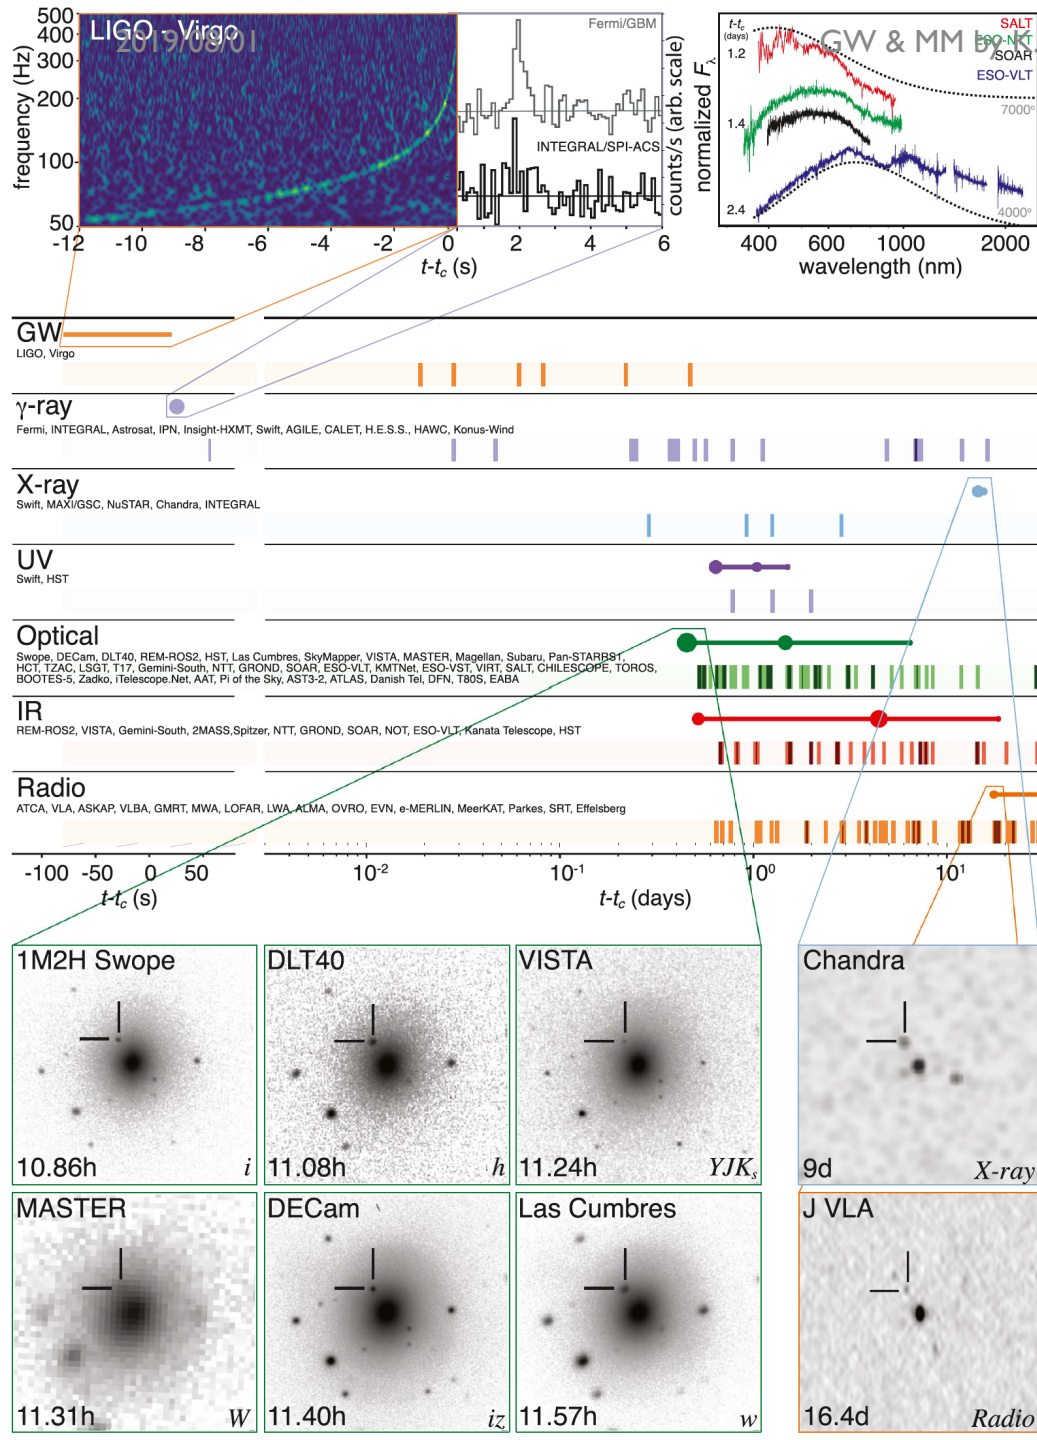 LIGO - Virgo
2019/08/01
Fermi/GBM
INTEGRAL/SPI-ACS
frequency (Hz)
500
400
300
200
100
50
-12 -10 -8 -6 -4 -2 0 2 4 6
t-tc (s)
counts/s (arb. scale)
GW & MM by K.
t-tc
(days)
SALT
ESO-NTT
SOAR
ESO-VLT
1.2
1.4
2.4
7000°
4000°
normalized Fλ
400 600 1000 2000
wavelength (nm)
GW
LIGO, Virgo
γ-ray
Fermi, INTEGRAL, Astrosat, IPN, Insight-HXMT, Swift, AGILE, CALET, H.E.S.S., HAWC, Konus-Wind
X-ray
Swift, MAXI/GSC, NuSTAR, Chandra, INTEGRAL
UV
Swift, HST
Optical
Swope, DECam, DLT40, REM-ROS2, HST, Las Cumbres, SkyMapper, VISTA, MASTER, Magellan, Subaru, Pan-STARRS1,
HCT, TZAC, LSGT, T17, Gemini-South, NTT, GROND, SOAR, ESO-VLT, KMTNet, ESO-VST, VIRT, SALT, CHILESCOPE, TOROS,
BOOTES-5, Zadko, iTelescope.Net, AAT, Pi of the Sky, AST3-2, ATLAS, Danish Tel, DFN, T80S, EABA
IR
REM-ROS2, VISTA, Gemini-South, 2MASS,Spitzer, NTT, GROND, SOAR, NOT, ESO-VLT, Kanata Telescope, HST
Radio
ATCA, VLA, ASKAP, VLBA, GMRT, MWA, LOFAR, LWA, ALMA, OVRO, EVN, e-MERLIN, MeerKAT, Parkes, SRT, Effelsberg
-100 -50 0 50 10-2 10-1 100 101
t-tc (s) t-tc (days)
1M2H Swope
10.86h i
DLT40
11.08h h
VISTA
11.24h YJKs
Chandra
9d X-ray
MASTER
11.31h W
DECam
11.40h iz
Las Cumbres
11.57h w
J VLA
16.4d Radio